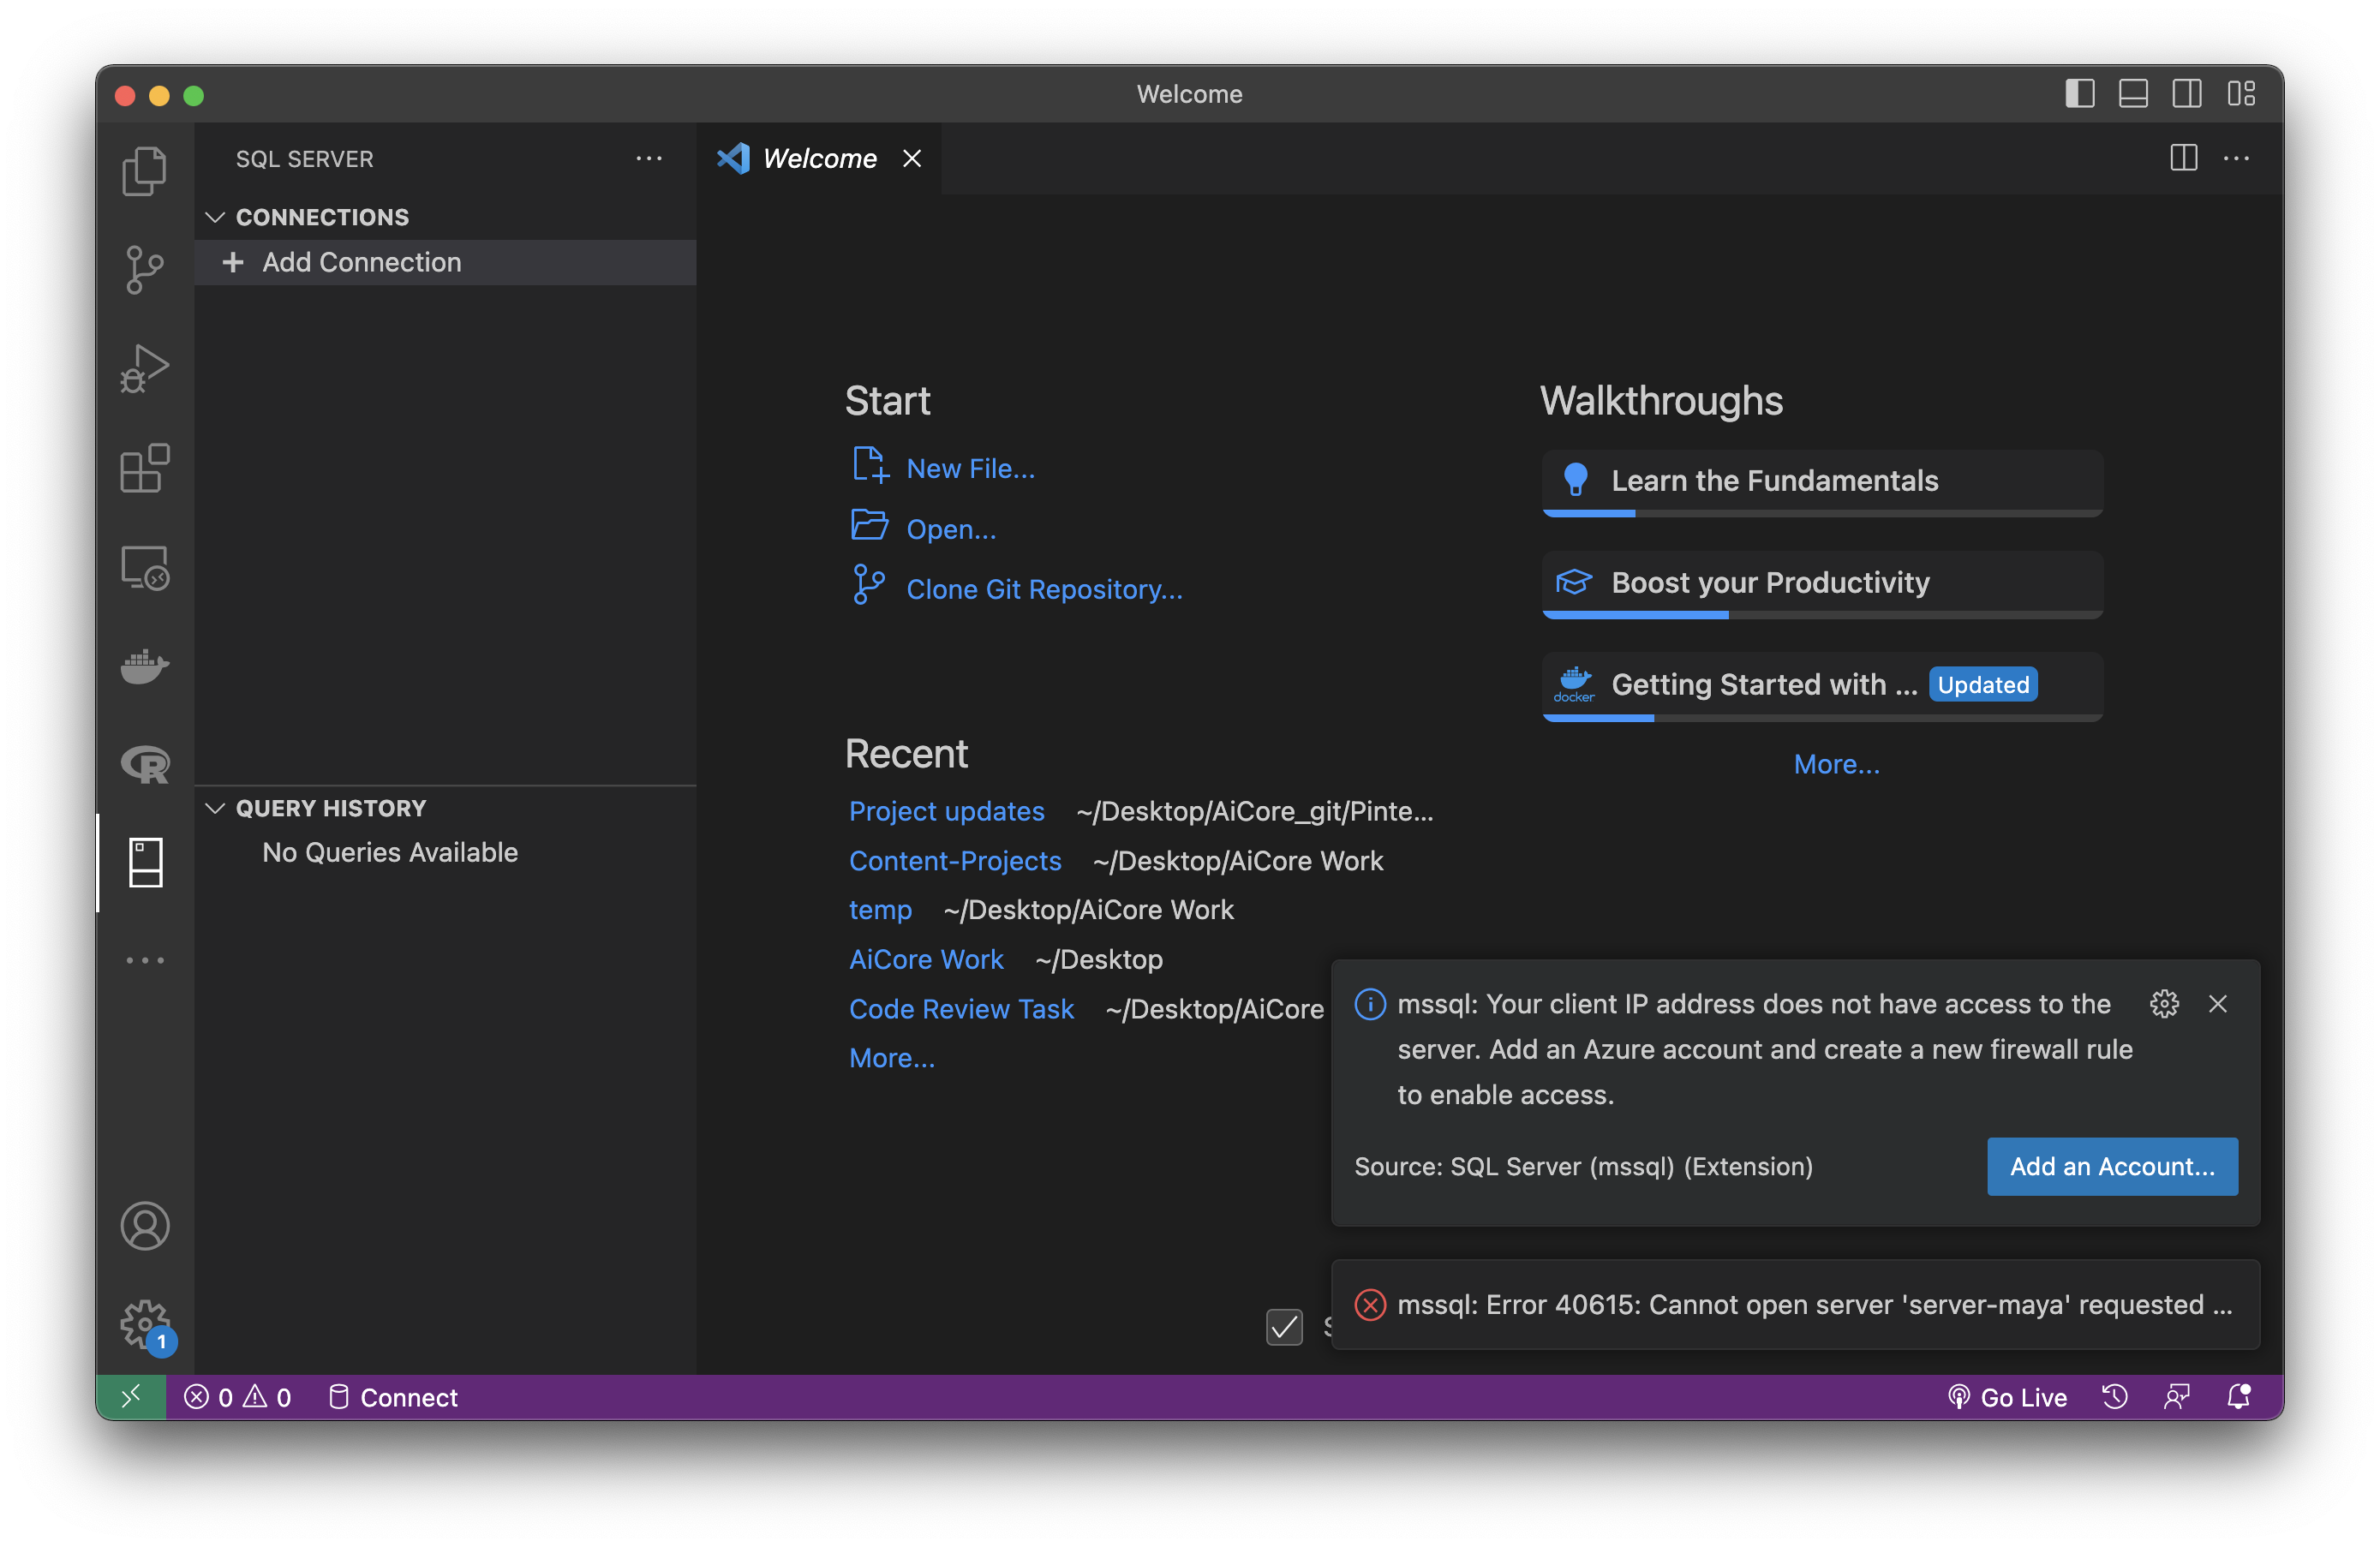 Welcome
SQL SERVER
CONNECTIONS
Add Connection
QUERY HISTORY
No Queries Available
Welcome
Start
New File...
Open...
Clone Git Repository...
Recent
Project updates ~/Desktop/AiCore_git/Pinte...
Content-Projects ~/Desktop/AiCore Work
temp ~/Desktop/AiCore Work
AiCore Work ~/Desktop
Code Review Task ~/Desktop/AiCore
More...
Walkthroughs
Learn the Fundamentals
Boost your Productivity
docker Getting Started with ... Updated
More...
mssql: Your client IP address does not have access to the
server. Add an Azure account and create a new firewall rule
to enable access.
Source: SQL Server (mssql) (Extension) Add an Account...
mssql: Error 40615: Cannot open server 'server-maya' requested ...
1
0 0 Connect Go Live